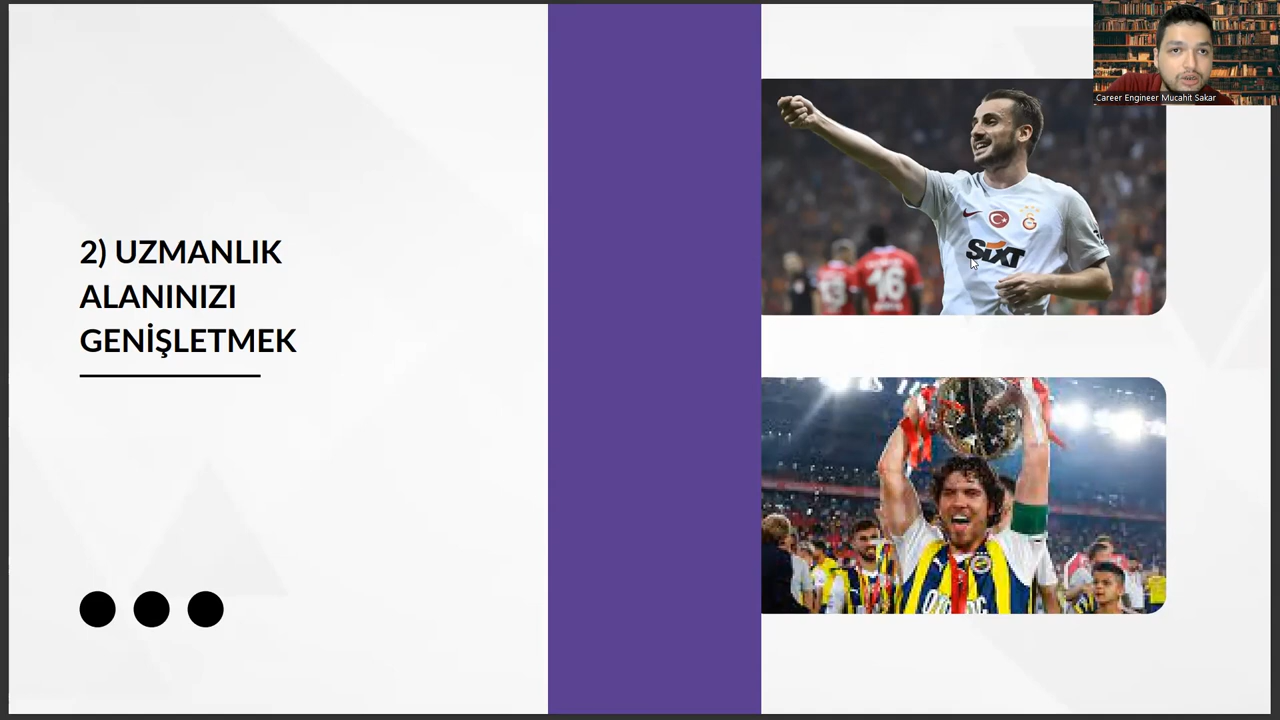 Career Engineer Mucahit Sakar
2) UZMANLIK
ALANINIZI
GENİŞLETMEK
SIXT
16